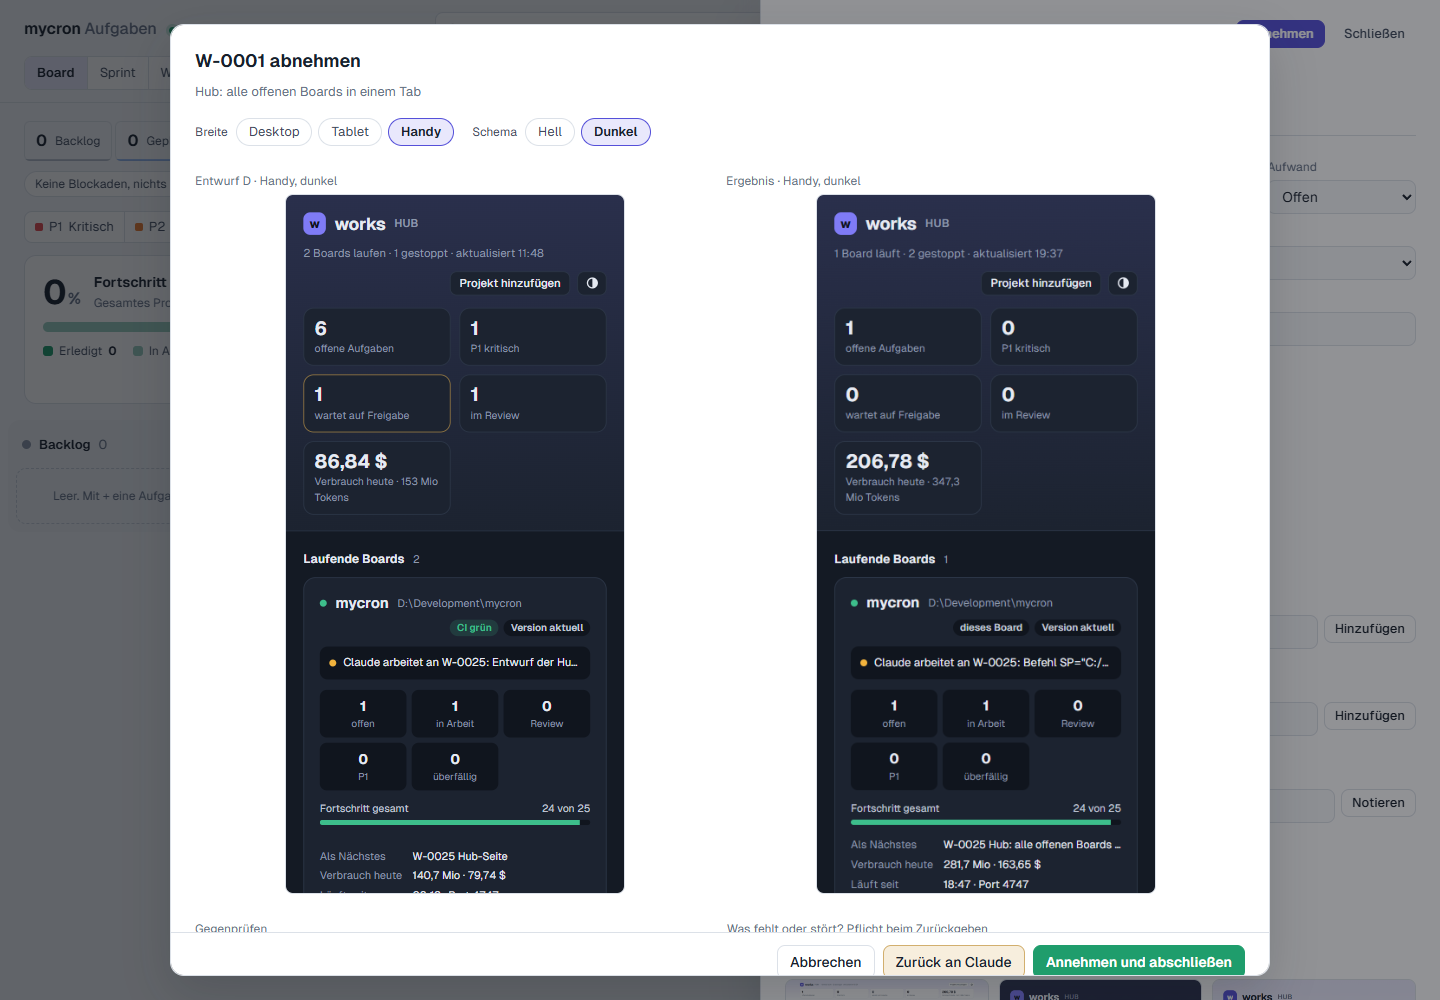 mycron Aufgaben
Board Sprint
0 Backlog 0
Keine Blockaden, nichts
P1 Kritisch P2
0 %
Fortschritt
Gesamtes
Erledigt 0 In
Backlog 0
Leer. Mit + eine
Schließen
Aufwand
Offen
Hinzufügen
Hinzufügen
Notieren
W-0001 abnehmen
Hub: alle offenen Boards in einem Tab
Breite Desktop Tablet Handy Schema Hell Dunkel
Entwurf D · Handy, dunkel
w works HUB
2 Boards laufen · 1 gestoppt · aktualisiert 11:48
Projekt hinzufügen
6
offene Aufgaben
1
P1 kritisch
1
wartet auf Freigabe
1
im Review
86,84 $
Verbrauch heute · 153 Mio
Tokens
Laufende Boards 2
mycron D:\Development\mycron
CI grün Version aktuell
Claude arbeitet an W-0025: Entwurf der Hu...
1
offen
1
in Arbeit
0
Review
0
P1
0
überfällig
Fortschritt gesamt 24 von 25
Als Nächstes W-0025 Hub-Seite
Verbrauch heute 140,7 Mio · 79,74 $
Ergebnis · Handy, dunkel
w works HUB
1 Board läuft · 2 gestoppt · aktualisiert 19:37
Projekt hinzufügen
1
offene Aufgaben
0
P1 kritisch
0
wartet auf Freigabe
0
im Review
206,78 $
Verbrauch heute · 347,3
Mio Tokens
Laufende Boards 1
mycron D:\Development\mycron
dieses Board Version aktuell
Claude arbeitet an W-0025: Befehl SP="C:/...
1
offen
1
in Arbeit
0
Review
0
P1
0
überfällig
Fortschritt gesamt 24 von 25
Als Nächstes W-0025 Hub: alle offenen Boards ...
Verbrauch heute 281,7 Mio · 163,65 $
Läuft seit 18:47 · Port 4747
Gegenprüfen
Was fehlt oder stört? Pflicht beim Zurückgeben
Abbrechen Zurück an Claude Annehmen und abschließen